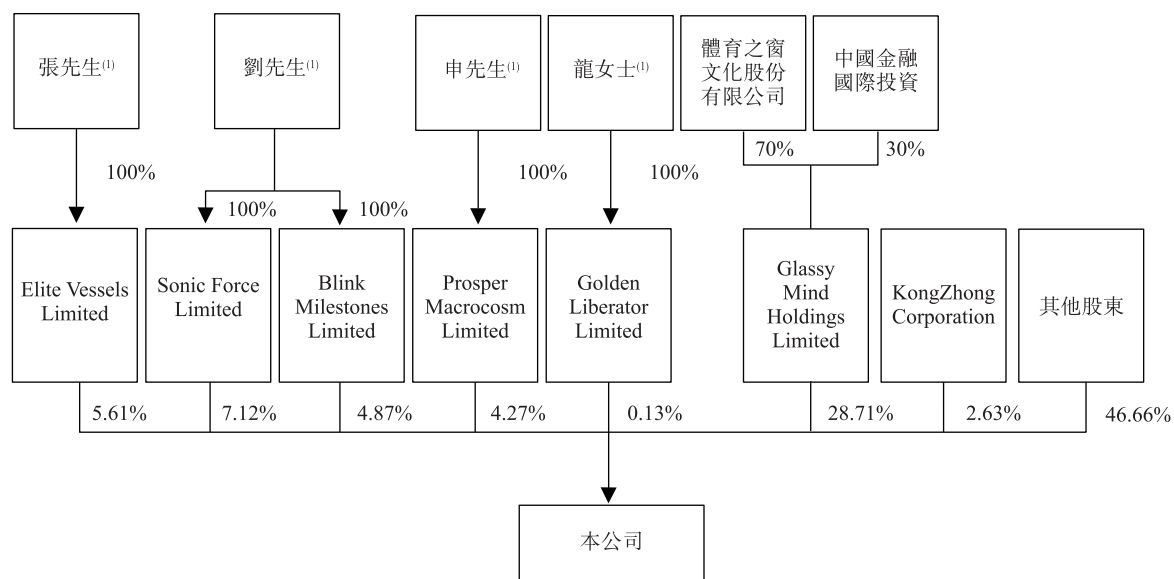 張先生(1)
劉先生(1)
申先生(1)
龍女士(1)
體育之窗
文化股份
有限公司
中國金融
國際投資
70%
30%
100%
100%
100%
100%
100%
Elite Vessels
Limited
Sonic Force
Limited
Blink
Milestones
Limited
Prosper
Macrocosm
Limited
Golden
Liberator
Limited
Glassy
Mind
Holdings
Limited
KongZhong
Corporation
其他股東
5.61%
7.12%
4.87%
4.27%
0.13%
28.71%
2.63%
46.66%
本公司